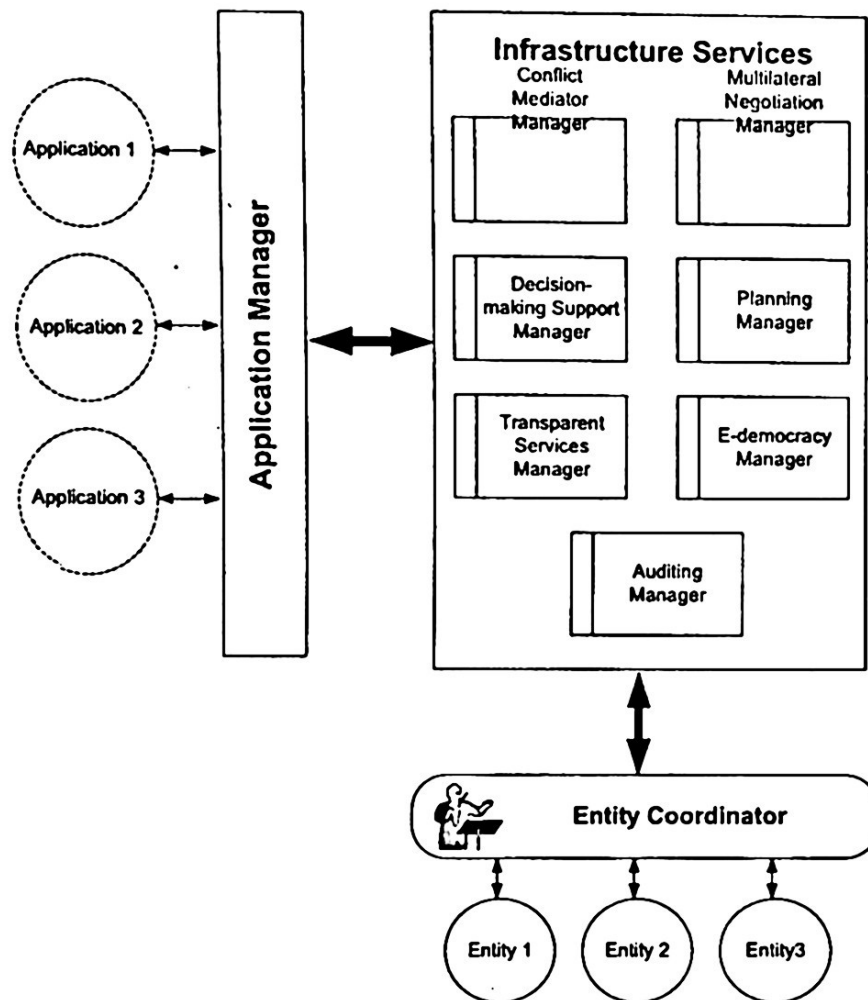 Infrastructure Services
Conflict
Mediator
Manager
Multilateral
Negotiation
Manager
Application 1
Application 2
Application 3
Application Manager
Decision-
making Support
Manager
Planning
Manager
Transparent
Services
Manager
E-democracy
Manager
Auditing
Manager
Entity Coordinator
Entity 1
Entity 2
Entity3